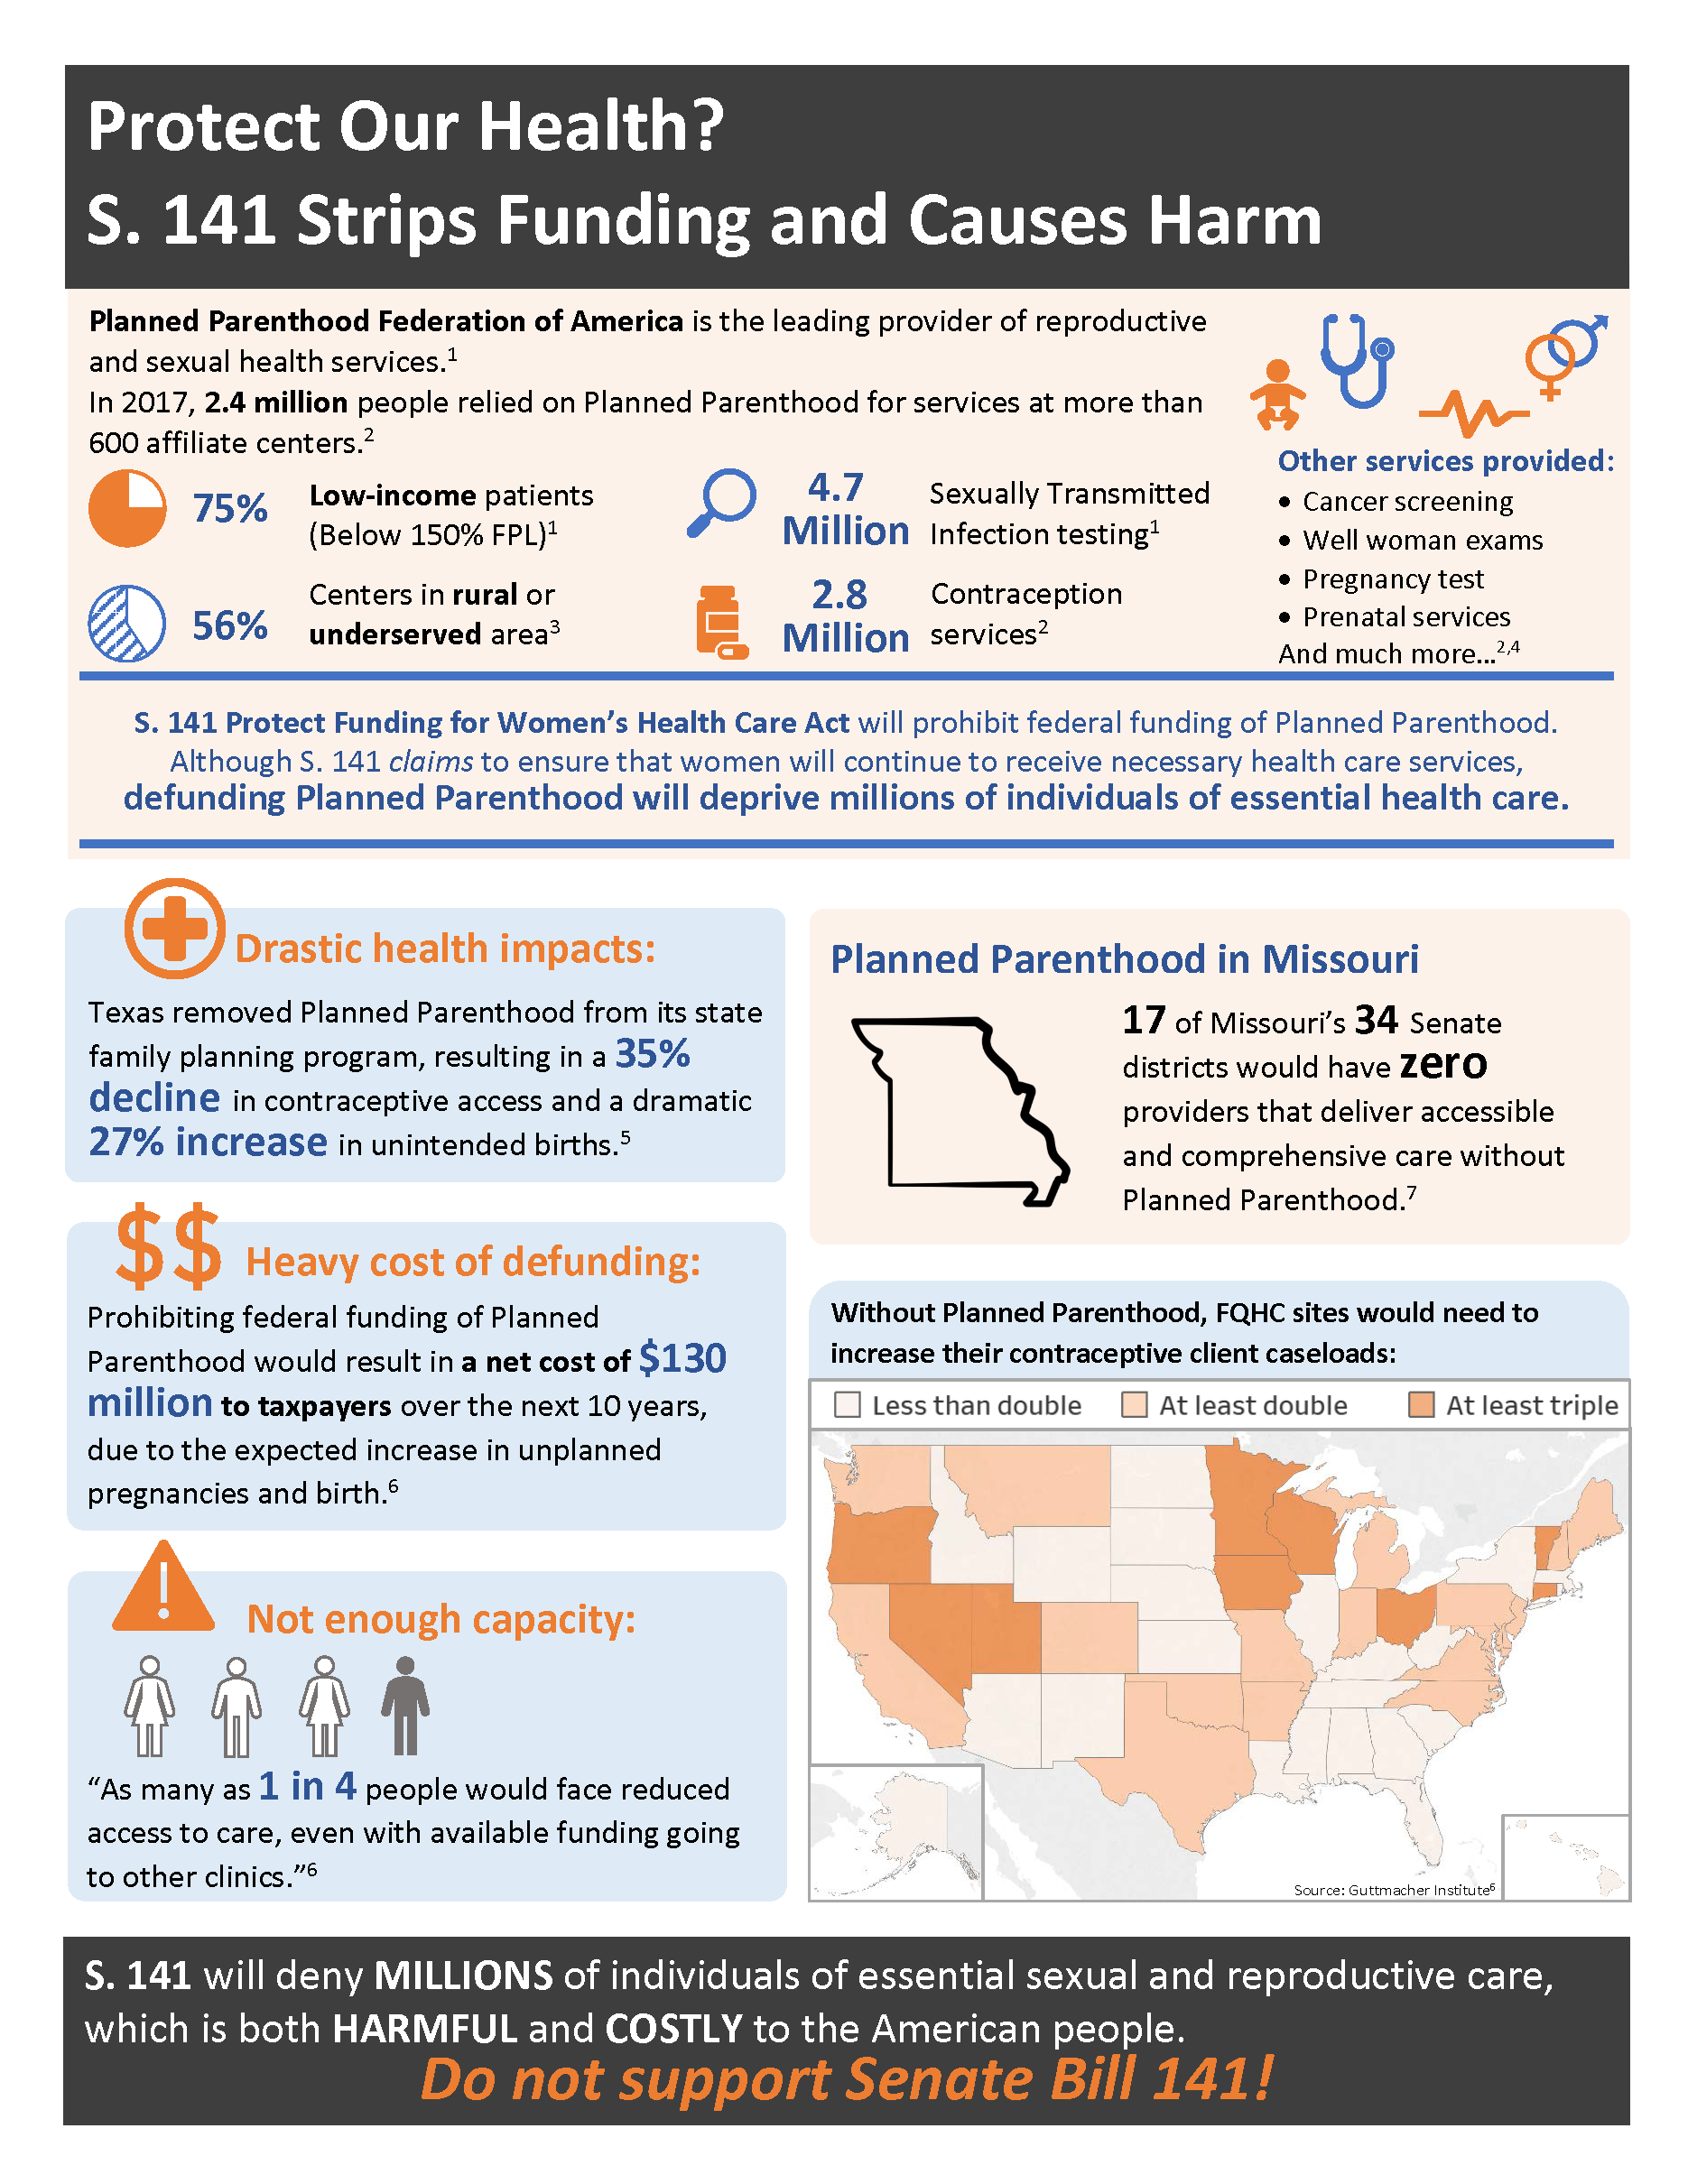 Protect Our Health?
S. 141 Strips Funding and Causes Harm
Planned Parenthood Federation of America is the leading provider of reproductive
and sexual health services.1
In 2017, 2.4 million people relied on Planned Parenthood for services at more than
600 affiliate centers.2
75%
Low-income patients
(Below 150% FPL)1
56%
Centers in rural or
underserved area3
4.7
Million
Sexually Transmitted
Infection testing1
2.8
Million
Contraception
services2
Other services provided:
• Cancer screening
• Well woman exams
• Pregnancy test
• Prenatal services
And much more…2,4
S. 141 Protect Funding for Women’s Health Care Act will prohibit federal funding of Planned Parenthood.
Although S. 141 claims to ensure that women will continue to receive necessary health care services,
defunding Planned Parenthood will deprive millions of individuals of essential health care.
Drastic health impacts:
Texas removed Planned Parenthood from its state
family planning program, resulting in a 35%
decline in contraceptive access and a dramatic
27% increase in unintended births.5
$$ Heavy cost of defunding:
Prohibiting federal funding of Planned
Parenthood would result in a net cost of $130
million to taxpayers over the next 10 years,
due to the expected increase in unplanned
pregnancies and birth.6
! Not enough capacity:
“As many as 1 in 4 people would face reduced
access to care, even with available funding going
to other clinics.”6
Planned Parenthood in Missouri
17 of Missouri’s 34 Senate
districts would have zero
providers that deliver accessible
and comprehensive care without
Planned Parenthood.7
Without Planned Parenthood, FQHC sites would need to
increase their contraceptive client caseloads:
Less than double
At least double
At least triple
Source: Guttmacher Institute6
S. 141 will deny MILLIONS of individuals of essential sexual and reproductive care,
which is both HARMFUL and COSTLY to the American people.
Do not support Senate Bill 141!